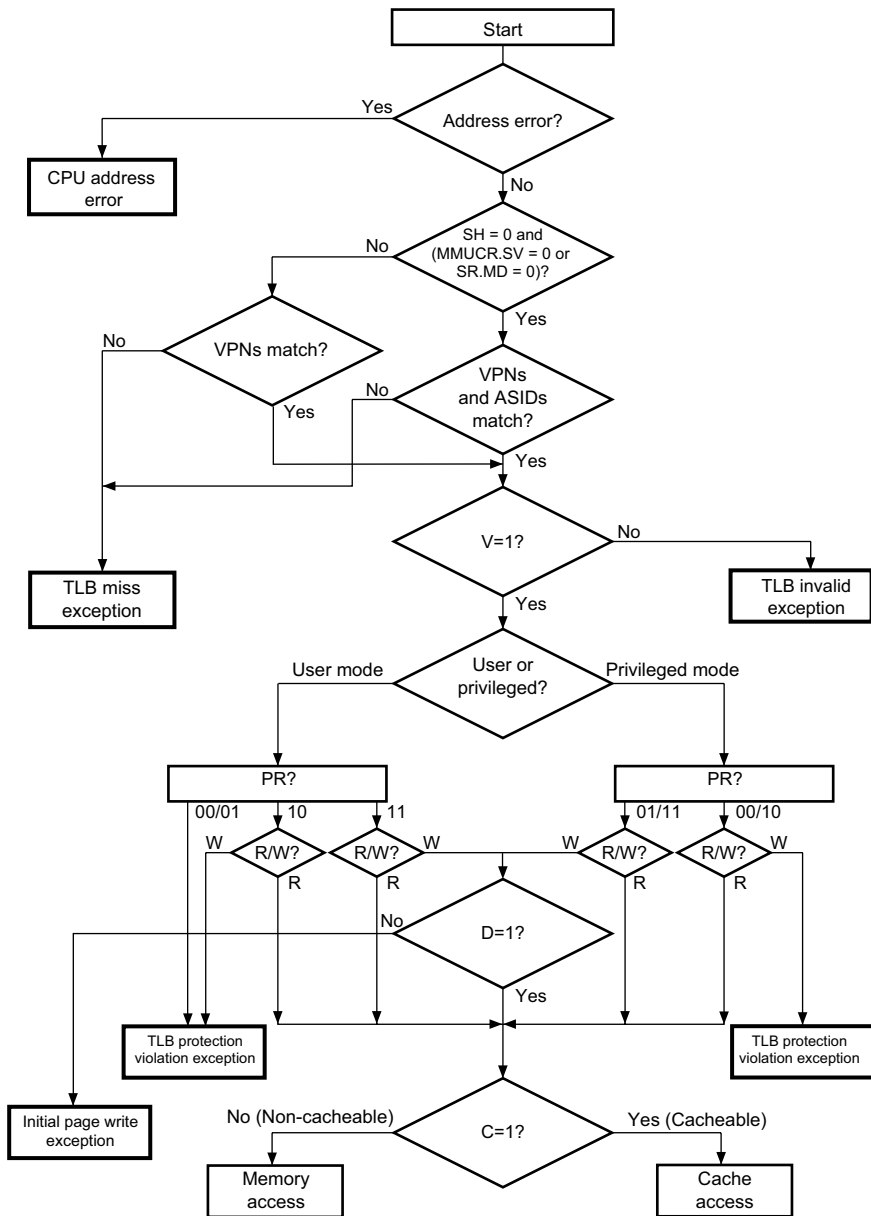 Start
Yes
Address error?
CPU address
error
No
SH = 0 and
(MMUCR.SV = 0 or
SR.MD = 0)?
No
Yes
No
VPNs match?
No
VPNs
and ASIDs
match?
Yes
Yes
V=1?
No
TLB miss
exception
Yes
TLB invalid
exception
User mode
User or
privileged?
Privileged mode
PR?
PR?
00/01
10
11
01/11
00/10
W
R/W?
R/W?
W
W
R/W?
R/W?
W
R
R
R
R
No
D=1?
Yes
TLB protection
violation exception
TLB protection
violation exception
No (Non-cacheable)
C=1?
Yes (Cacheable)
Initial page write
exception
Memory
access
Cache
access